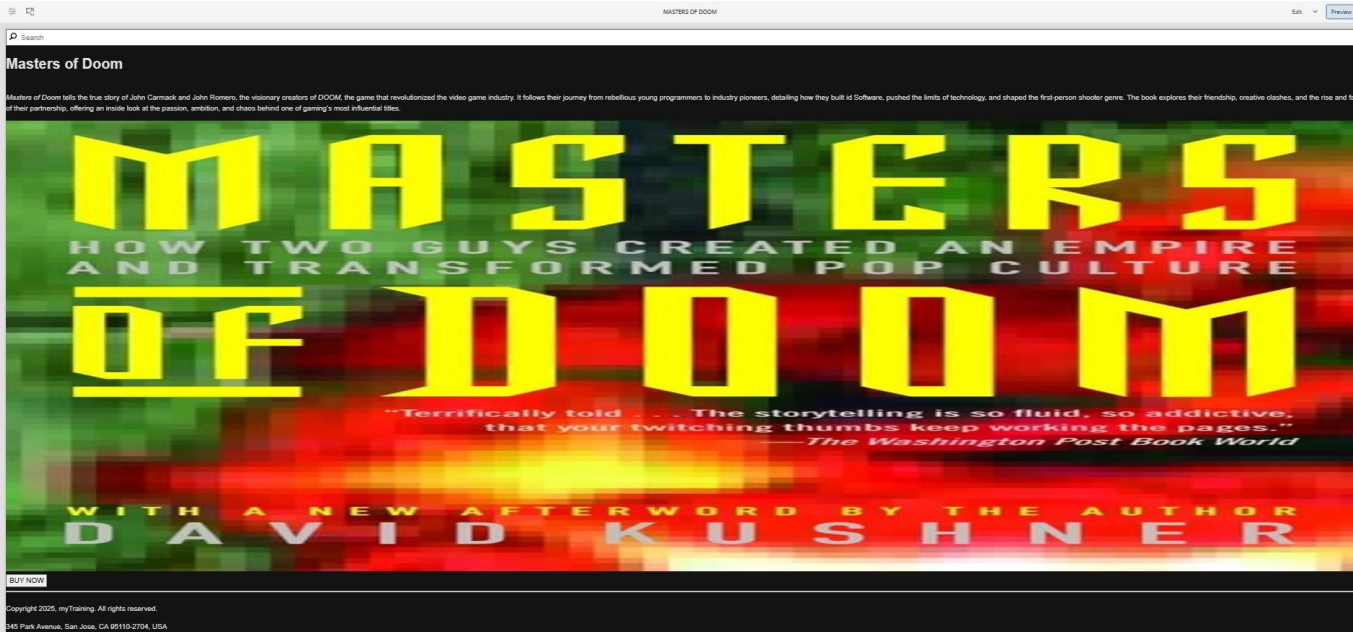 MASTERS OF DOOM
Edit
Preview
Search
Masters of Doom
Masters of Doom tells the true story of John Carmack and John Romero, the visionary creators of DOOM, the game that revolutionized the video game industry. It follows their journey from rebellious young programmers to industry pioneers, detailing how they built id Software, pushed the limits of technology, and shaped the first-person shooter genre. The book explores their friendship, creative clashes, and the rise and
of their partnership, offering an inside look at the passion, ambition, and chaos behind one of gaming's most influential titles.
MASTERS
HOW TWO GUYS CREATED AN EMPIRE
AND TRANSFORMED POP CULTURE
OF DOOM
"Terrifically told . . . The storytelling is so fluid, so addictive,
that your twitching thumbs keep working the pages."
—The Washington Post Book World
WITH A NEW AFTERWORD BY THE AUTHOR
DAVID KUSHNER
BUY NOW
Copyright 2025, myTraining. All rights reserved.
345 Park Avenue, San Jose, CA 95110-2704, USA